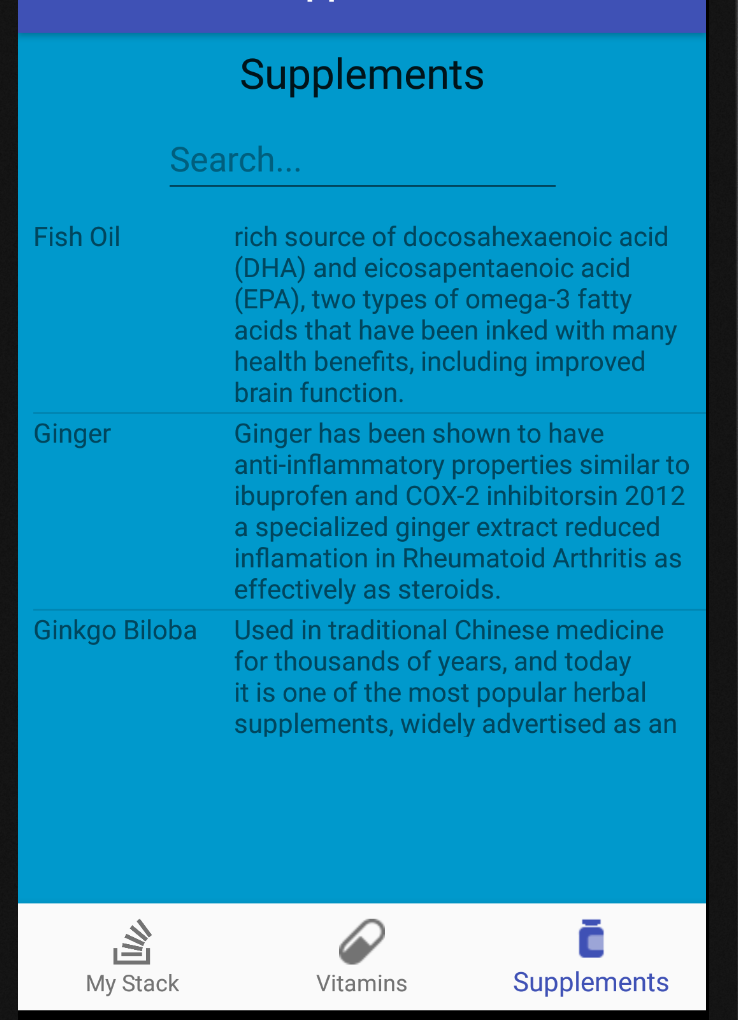 Supplements
Search...
Fish Oil
rich source of docosahexaenoic acid
(DHA) and eicosapentaenoic acid
(EPA), two types of omega-3 fatty
acids that have been inked with many
health benefits, including improved
brain function.
Ginger
Ginger has been shown to have
anti-inflammatory properties similar to
ibuprofen and COX-2 inhibitorsin 2012
a specialized ginger extract reduced
inflamation in Rheumatoid Arthritis as
effectively as steroids.
Ginkgo Biloba
Used in traditional Chinese medicine
for thousands of years, and today
it is one of the most popular herbal
supplements, widely advertised as an
My Stack
Vitamins
Supplements